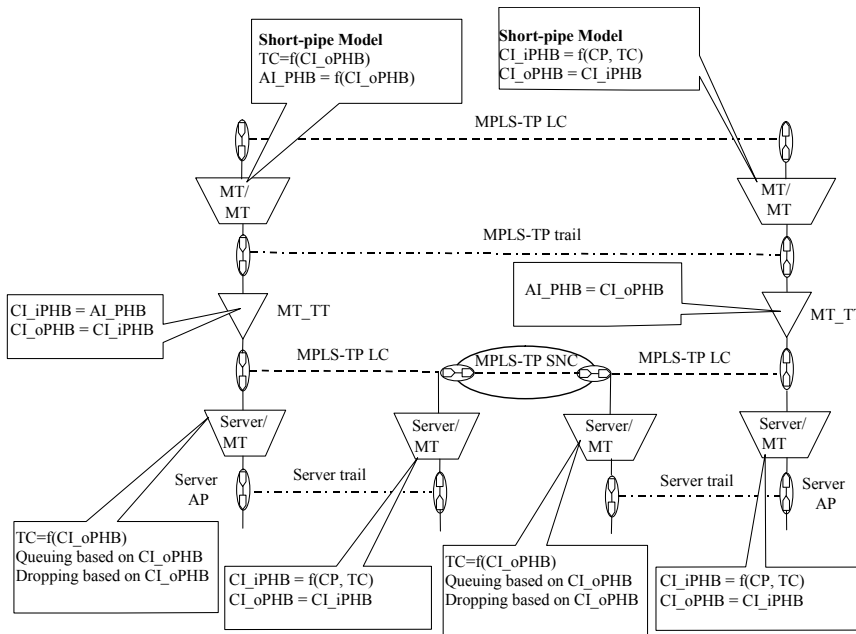 Short-pipe Model
TC=f(CI_oPHB)
AI_PHB = f(CI_oPHB)
Short-pipe Model
CI_iPHB = f(CP, TC)
CI_oPHB = CI_iPHB
MPLS-TP LC
MT/
MT
MT/
MT
MPLS-TP trail
CI_iPHB = AI_PHB
CI_oPHB = CI_iPHB
MT_TT
AI_PHB = CI_oPHB
MT_TT
MPLS-TP LC
MPLS-TP SNC
MPLS-TP LC
Server/
MT
Server/
MT
Server/
MT
Server/
MT
Server
AP
Server trail
Server trail
Server
AP
TC=f(CI_oPHB)
Queuing based on CI_oPHB
Dropping based on CI_oPHB
CI_iPHB = f(CP, TC)
CI_oPHB = CI_iPHB
TC=f(CI_oPHB)
Queuing based on CI_oPHB
Dropping based on CI_oPHB
CI_iPHB = f(CP, TC)
CI_oPHB = CI_iPHB